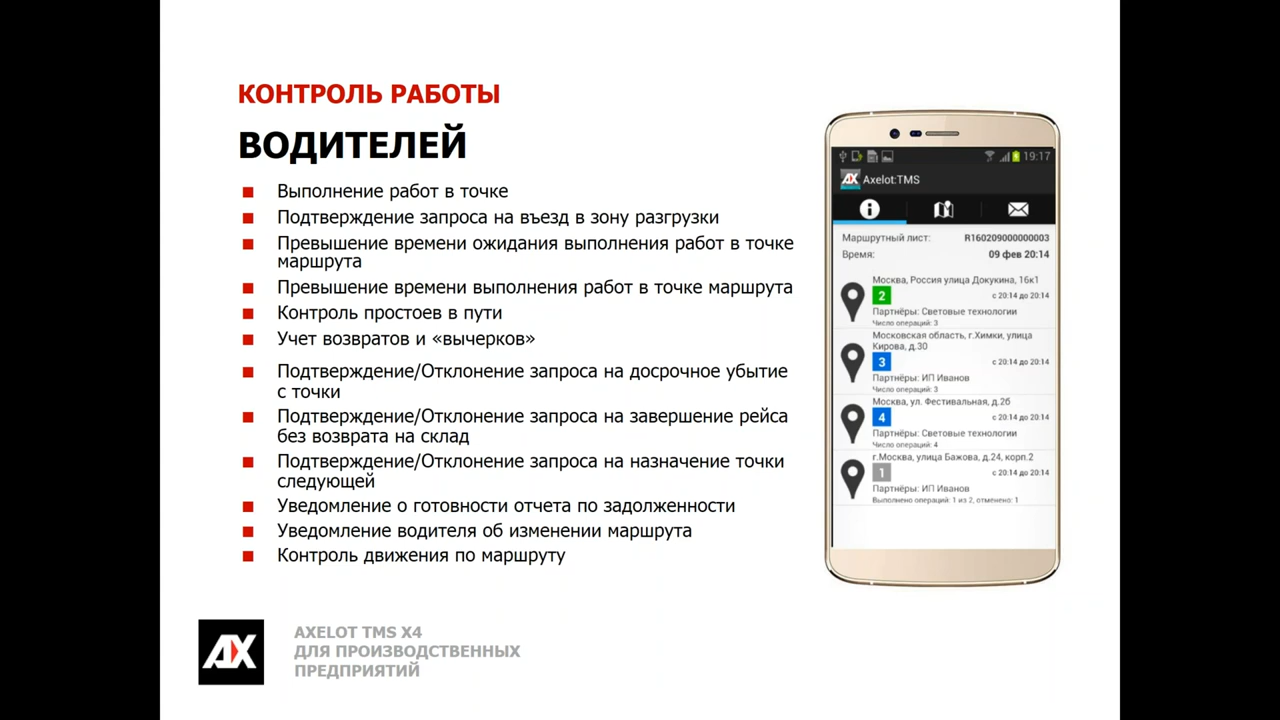 КОНТРОЛЬ РАБОТЫ
ВОДИТЕЛЕЙ
Выполнение работ в точке
Подтверждение запроса на въезд в зону разгрузки
Превышение времени ожидания выполнения работ в точке
маршрута
Превышение времени выполнения работ в точке маршрута
Контроль простоев в пути
Учет возвратов и «вычерков»
Подтверждение/Отклонение запроса на досрочное убытие
с точки
Подтверждение/Отклонение запроса на завершение рейса
без возврата на склад
Подтверждение/Отклонение запроса на назначение точки
следующей
Уведомление о готовности отчета по задолженности
Уведомление водителя об изменении маршрута
Контроль движения по маршруту
19:17
AX Axelot:TMS
Маршрутный лист: R160209000000003
Время: 09 фев 20:14
Москва, Россия улица Докукина, 16к1
2 с 20:14 до 20:14
Партнёры: Световые технологии
Число операций: 3
Московская область, г.Химки, улица
Кирова, д.30
3 с 20:14 до 20:14
Партнёры: ИП Иванов
Число операций: 3
Москва, ул. Фестивальная, д.2б
4 с 20:14 до 20:14
Партнёры: Световые технологии
Число операций: 4
г.Москва, улица Бажова, д.24, корп.2
1 с 20:14 до 20:14
Партнёры: ИП Иванов
Выполнено операций: 1 из 2, отменено: 1
AX
AXELOT TMS X4
ДЛЯ ПРОИЗВОДСТВЕННЫХ
ПРЕДПРИЯТИЙ